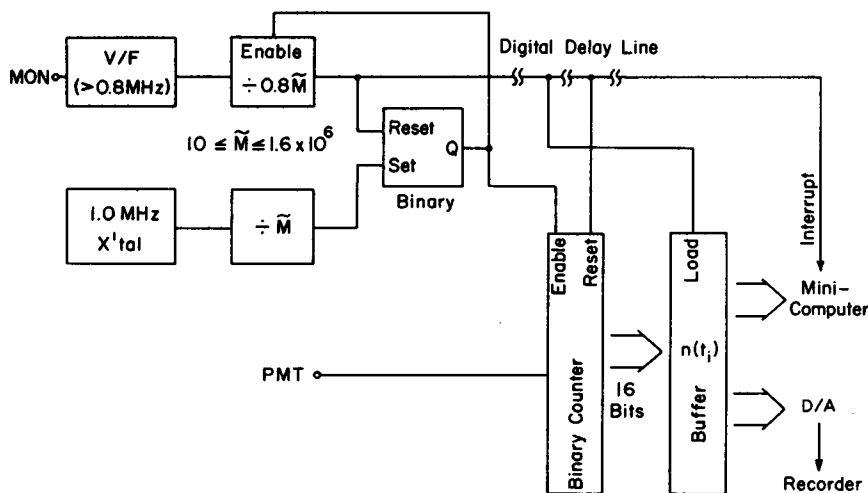 MON
V/F
(>0.8MHz)
Enable
÷ 0.8M̃
Digital Delay Line
10 ≤ M̃ ≤ 1.6 x 10⁶
Reset
Set
Q
Binary
1.0 MHz
X'tal
÷ M̃
Enable
Reset
Binary Counter
PMT
16
Bits
Load
n(tᵢ)
Buffer
Interrupt
Mini-
Computer
D/A
Recorder